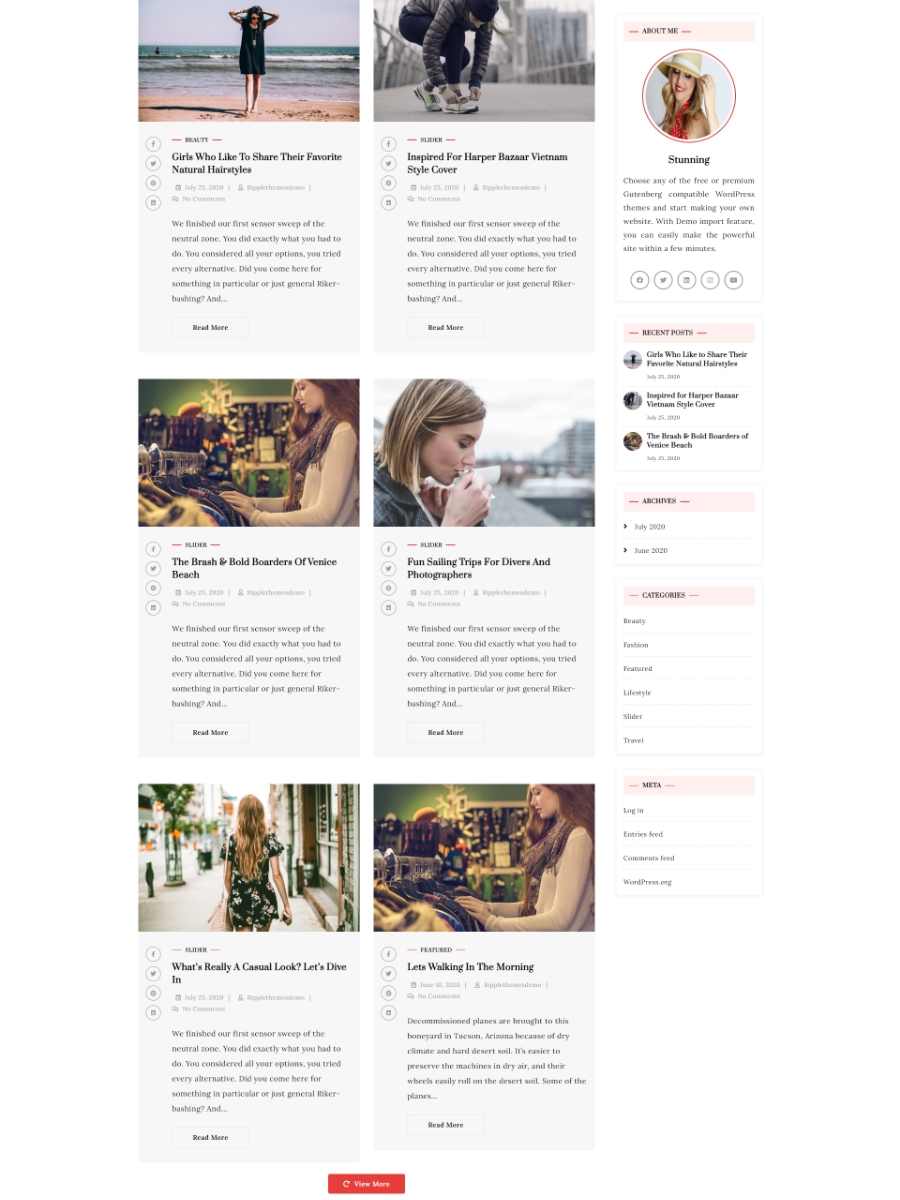 BEAUTY
Girls Who Like To Share Their Favorite
Natural Hairstyles
July 25, 2020 | Ripplethemesdemo |
No Comments
We finished our first sensor sweep of the
neutral zone. You did exactly what you had to
do. You considered all your options, you tried
every alternative. Did you come here for
something in particular or just general Riker-
bashing? And...
Read More
SLIDER
Inspired For Harper Bazaar Vietnam
Style Cover
July 25, 2020 | Ripplethemesdemo |
No Comments
We finished our first sensor sweep of the
neutral zone. You did exactly what you had to
do. You considered all your options, you tried
every alternative. Did you come here for
something in particular or just general Riker-
bashing? And...
Read More
SLIDER
The Brash & Bold Boarders Of Venice
Beach
July 25, 2020 | Ripplethemesdemo |
No Comments
We finished our first sensor sweep of the
neutral zone. You did exactly what you had to
do. You considered all your options, you tried
every alternative. Did you come here for
something in particular or just general Riker-
bashing? And...
Read More
SLIDER
Fun Sailing Trips For Divers And
Photographers
July 25, 2020 | Ripplethemesdemo |
No Comments
We finished our first sensor sweep of the
neutral zone. You did exactly what you had to
do. You considered all your options, you tried
every alternative. Did you come here for
something in particular or just general Riker-
bashing? And...
Read More
SLIDER
What's Really A Casual Look? Let's Dive
In
July 25, 2020 | Ripplethemesdemo |
No Comments
We finished our first sensor sweep of the
neutral zone. You did exactly what you had to
do. You considered all your options, you tried
every alternative. Did you come here for
something in particular or just general Riker-
bashing? And...
Read More
FEATURED
Lets Walking In The Morning
June 10, 2020 | Ripplethemesdemo |
No Comments
Decommissioned planes are brought to this
boneyard in Tucson, Arizona because of dry
climate and hard desert soil. It's easier to
preserve the machines in dry air, and their
wheels easily roll on the desert soil. Some of the
planes...
Read More
View More
ABOUT ME
Stunning
Choose any of the free or premium
Gutenberg compatible WordPress
themes and start making your own
website. With Demo import feature,
you can easily make the powerful
site within a few minutes.
RECENT POSTS
Girls Who Like to Share Their
Favorite Natural Hairstyles
July 25, 2020
Inspired for Harper Bazaar
Vietnam Style Cover
July 25, 2020
The Brash & Bold Boarders of
Venice Beach
July 25, 2020
ARCHIVES
July 2020
June 2020
CATEGORIES
Beauty
Fashion
Featured
Lifestyle
Slider
Travel
META
Log in
Entries feed
Comments feed
WordPress.org